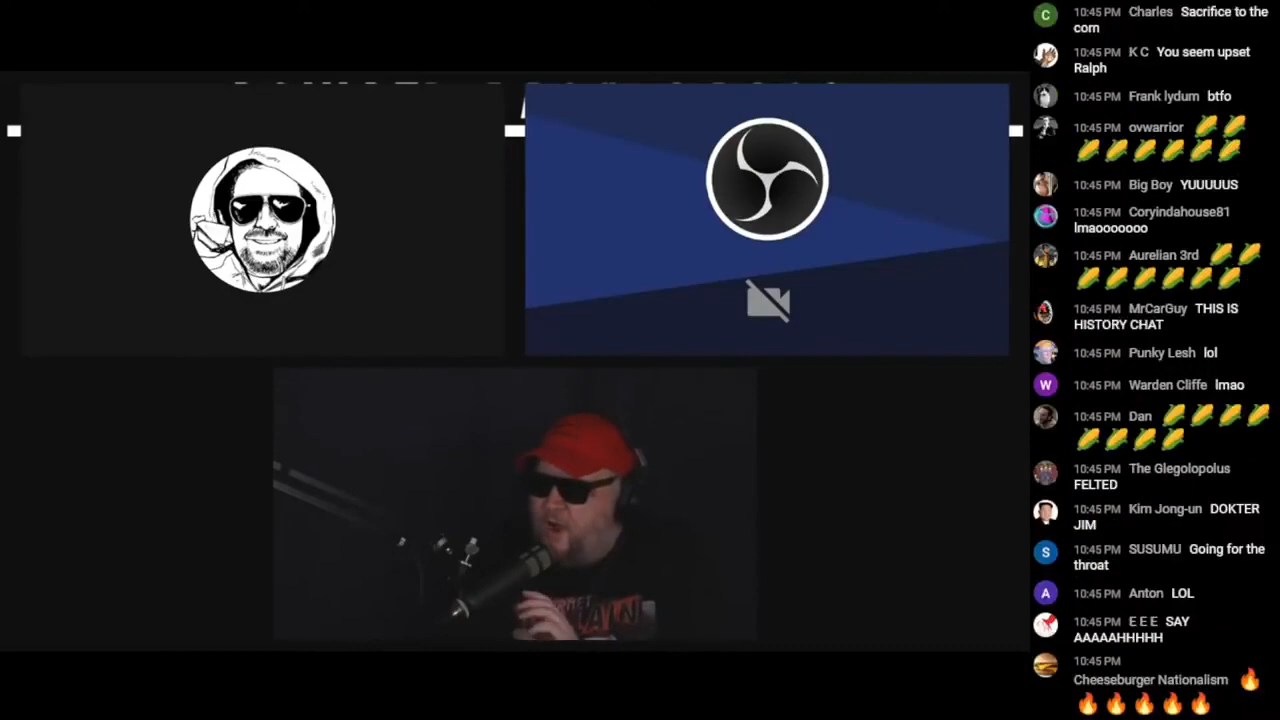 10:45 PM Charles Sacrifice to the
corn
10:45 PM K C You seem upset
Ralph
10:45 PM Frank lydum btfo
10:45 PM ovwarrior 🌽🌽
🌽🌽🌽🌽🌽🌽
10:45 PM Big Boy YUUUUS
10:45 PM Coryindahouse81
lmaooooooo
10:45 PM Aurelian 3rd 🌽🌽
🌽🌽🌽🌽🌽🌽
10:45 PM MrCarGuy THIS IS
HISTORY CHAT
10:45 PM Punky Lesh lol
W
10:45 PM Warden Cliffe lmao
10:45 PM Dan 🌽🌽🌽🌽
🌽🌽🌽🌽
10:45 PM The Glegolopolus
FELTED
10:45 PM Kim Jong-un DOKTER
JIM
S
10:45 PM SUSUMU Going for the
throat
A
10:45 PM Anton LOL
10:45 PM E E E SAY
AAAAAHHHHH
10:45 PM
Cheeseburger Nationalism 🔥
🔥🔥🔥🔥🔥
C